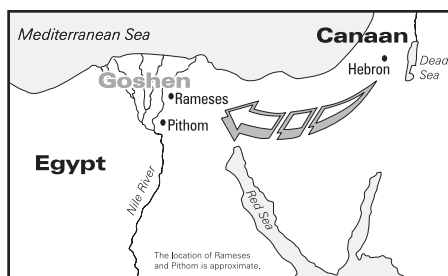 Mediterranean Sea
Canaan
Hebron
Dead
Sea
Goshen
Rameses
Pithom
Egypt
Nile River
Red Sea
The location of Rameses
and Pithom is approximate.